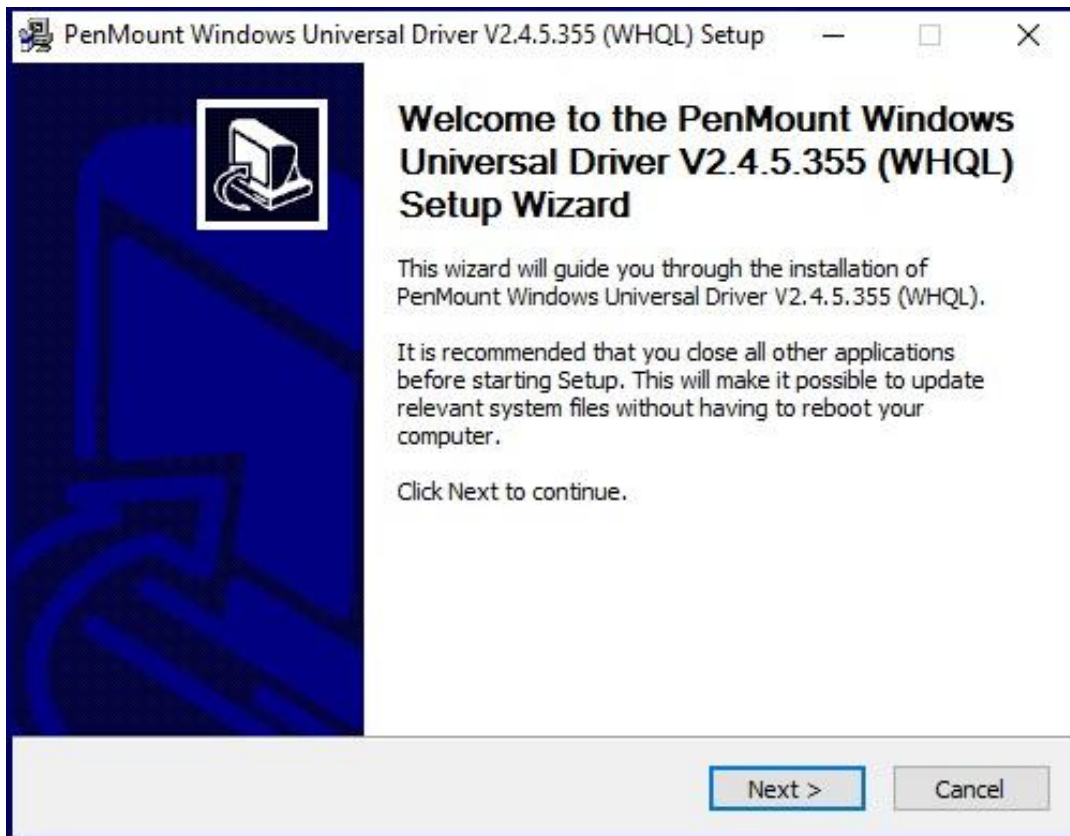 PenMount Windows Universal Driver V2.4.5.355 (WHQL) Setup
Welcome to the PenMount Windows
Universal Driver V2.4.5.355 (WHQL)
Setup Wizard
This wizard will guide you through the installation of
PenMount Windows Universal Driver V2.4.5.355 (WHQL).
It is recommended that you close all other applications
before starting Setup. This will make it possible to update
relevant system files without having to reboot your
computer.
Click Next to continue.
Next >
Cancel